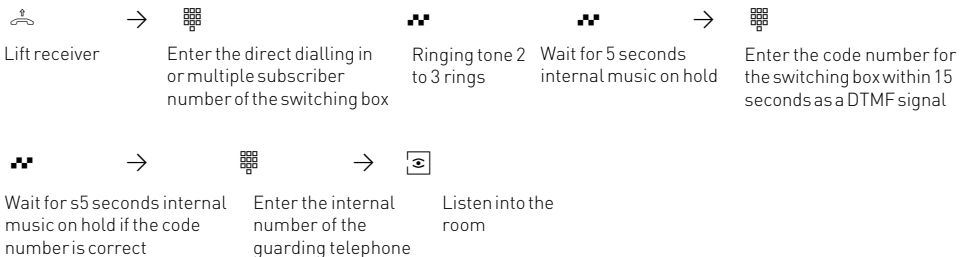 Lift receiver
Enter the direct dialling in
or multiple subscriber
number of the switching box
Ringing tone 2
to 3 rings
Wait for 5 seconds
internal music on hold
Enter the code number for
the switching box within 15
seconds as a DTMF signal
Wait for s5 seconds internal
music on hold if the code
number is correct
Enter the internal
number of the
guarding telephone
Listen into the
room